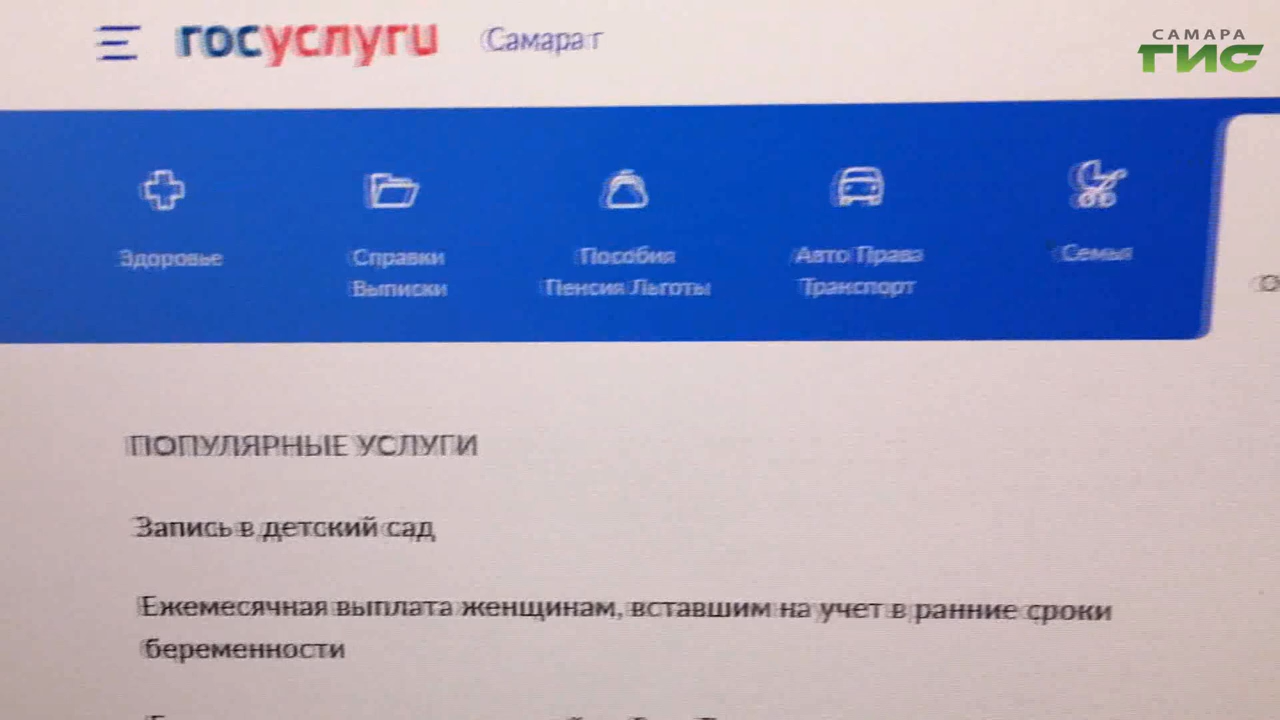 госуслуги Самара г
САМАРА
ГИС
Здоровье
Справки
Выписки
Пособия
Пенсия Льготы
Авто Права
Транспорт
Семья
ПОПУЛЯРНЫЕ УСЛУГИ
Запись в детский сад
Ежемесячная выплата женщинам, вставшим на учет в ранние сроки
беременности